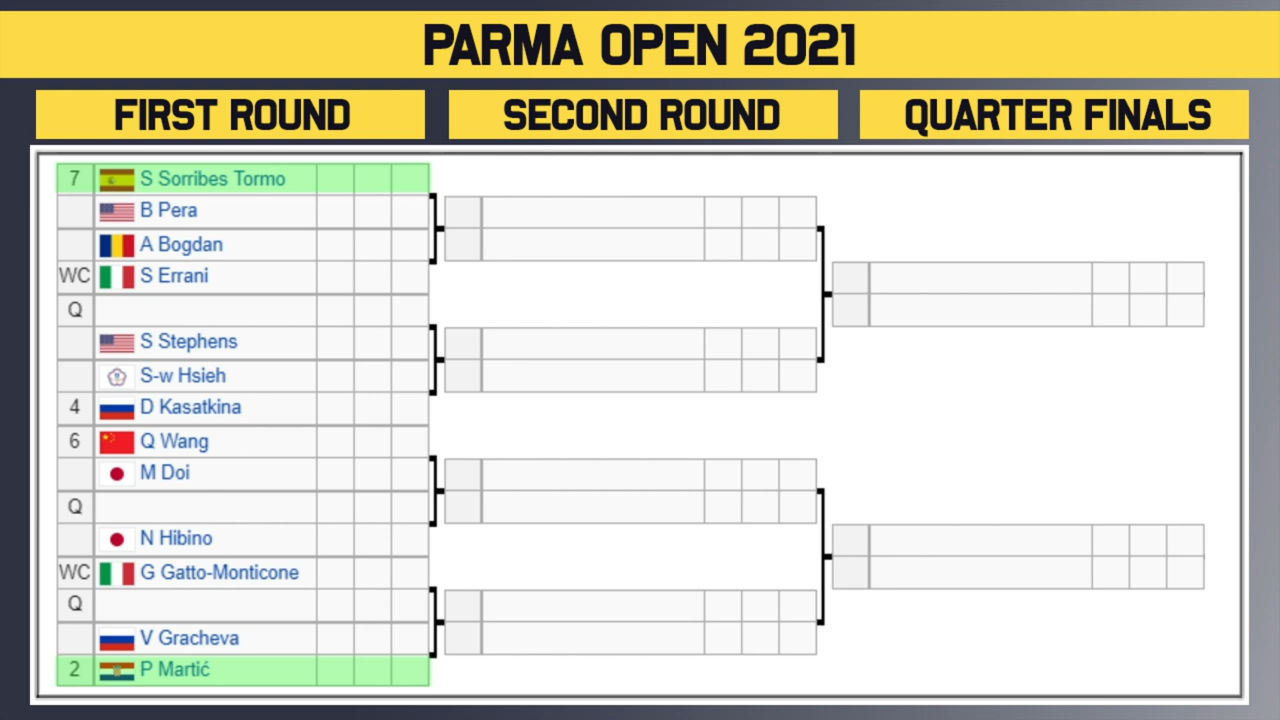 PARMA OPEN 2021
FIRST ROUND
SECOND ROUND
QUARTER FINALS
7 S Sorribes Tormo
B Pera
A Bogdan
WC S Errani
Q
S Stephens
S-w Hsieh
4 D Kasatkina
6 Q Wang
M Doi
Q
N Hibino
WC G Gatto-Monticone
Q
V Gracheva
2 P Martić